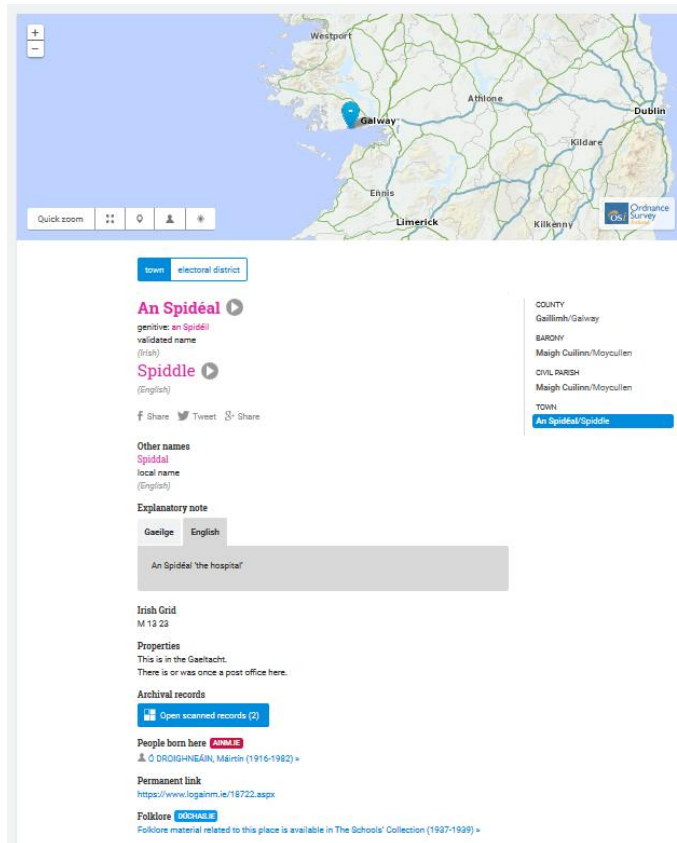 +
−
Westport
Athlone
Galway
Dublin
Kildare
Ennis
Limerick
Kilkenny
Quick zoom
OSi Ordnance
Survey
town electoral district
An Spidéal
genitive: an Spidéil
validated name
(Irish)
Spiddle
(English)
Share Tweet Share
Other names
Spiddal
local name
(English)
Explanatory note
Gaeilge English
An Spidéal 'the hospital'
Irish Grid
M 13 23
Properties
This is in the Gaeltacht.
There is or was once a post office here.
Archival records
Open scanned records (2)
People born here AINM.IE
Ó DROIGHNEÁIN, Máirtín (1916-1982) »
Permanent link
https://www.logainm.ie/18722.aspx
Folklore DÚCHAS.IE
Folklore material related to this place is available in The Schools' Collection (1937-1939) »
COUNTY
Gaillimh/Galway
BARONY
Maigh Cuilinn/Moycullen
CIVIL PARISH
Maigh Cuilinn/Moycullen
TOWN
An Spidéal/Spiddle